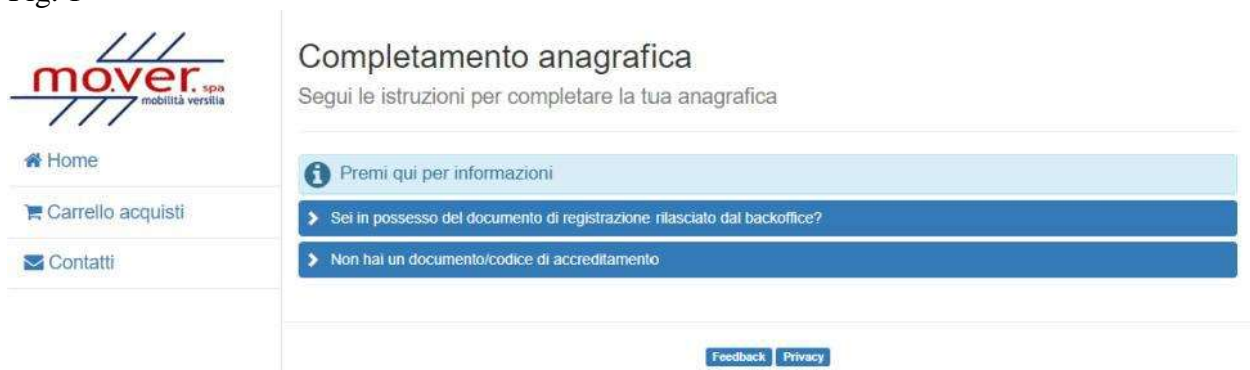 mover. spa
mobilità versilia
Home
Carrello acquisti
Contatti
Completamento anagrafica
Segui le istruzioni per completare la tua anagrafica
Premi qui per informazioni
Sei in possesso del documento di registrazione rilasciato dal backoffice?
Non hai un documento/codice di accreditamento
Feedback Privacy